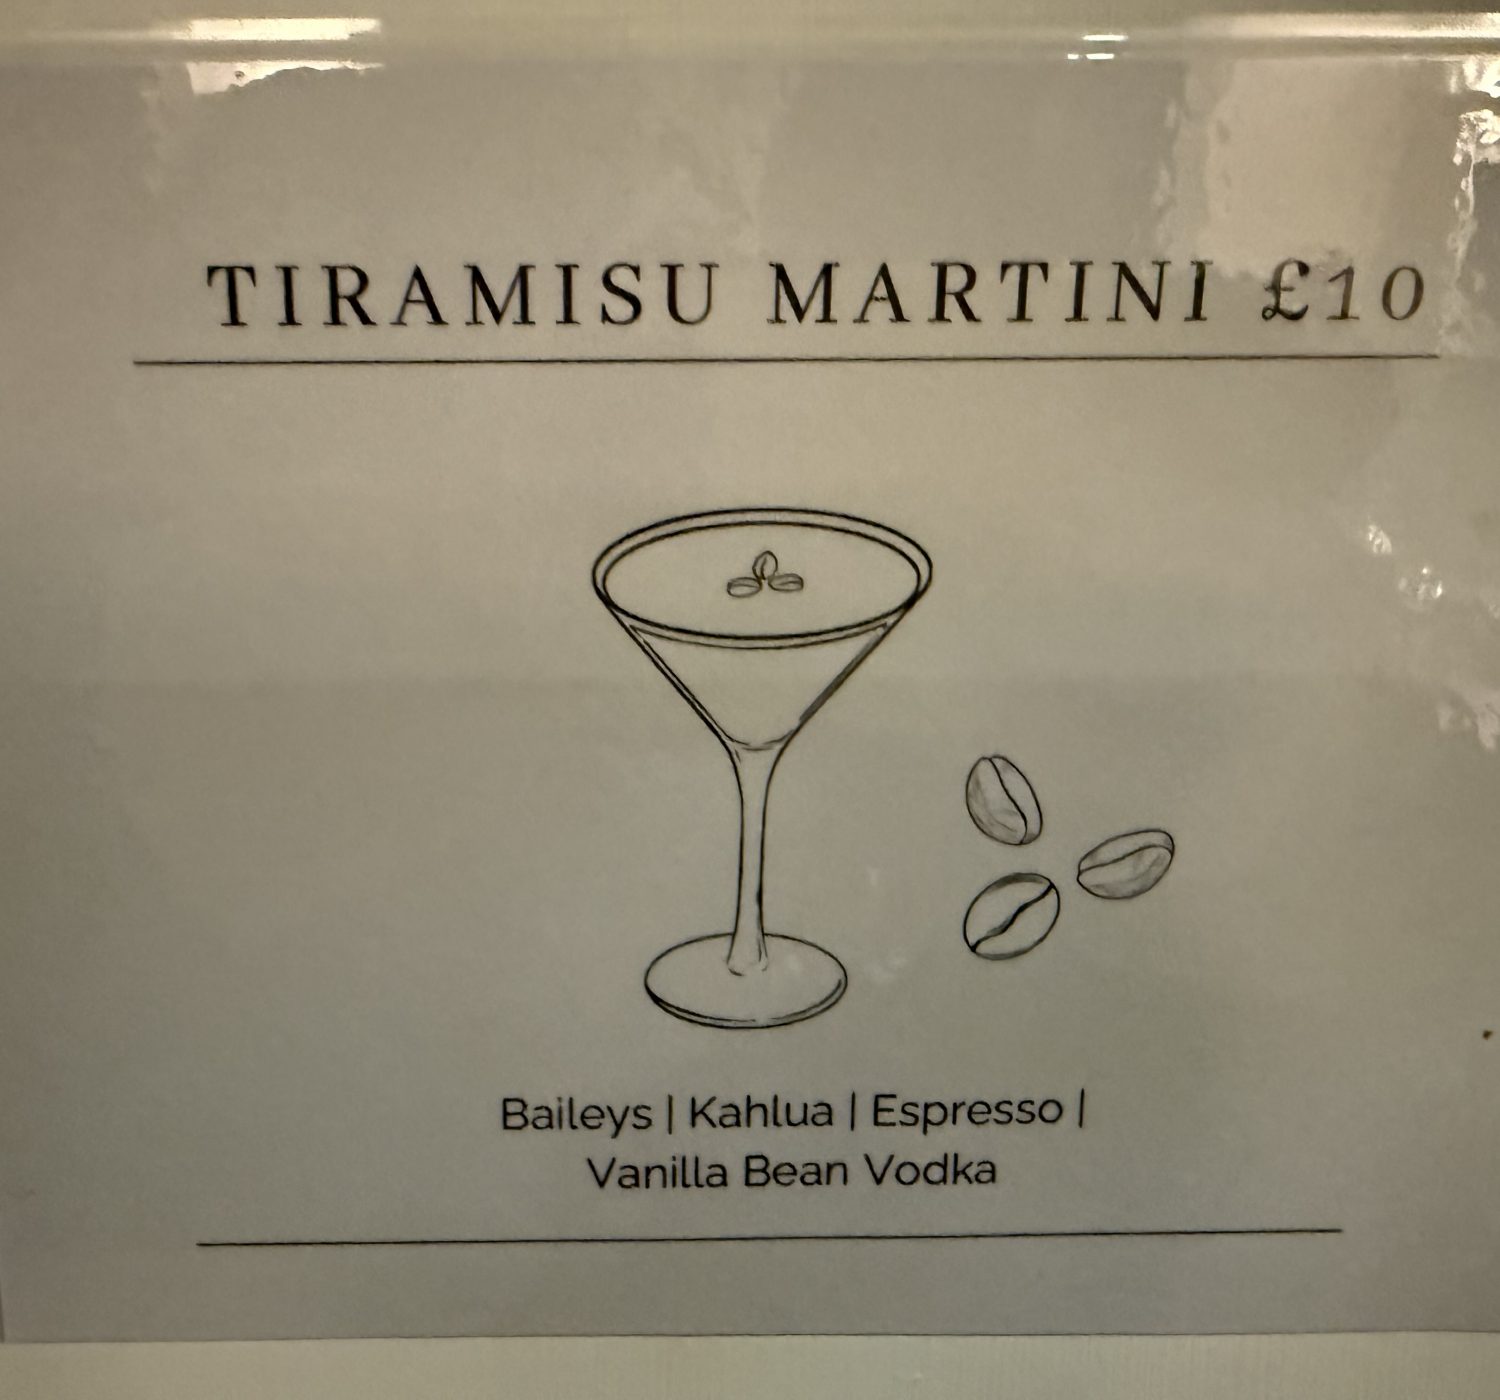 TIRAMISU MARTINI £10
Baileys | Kahlua | Espresso |
Vanilla Bean Vodka